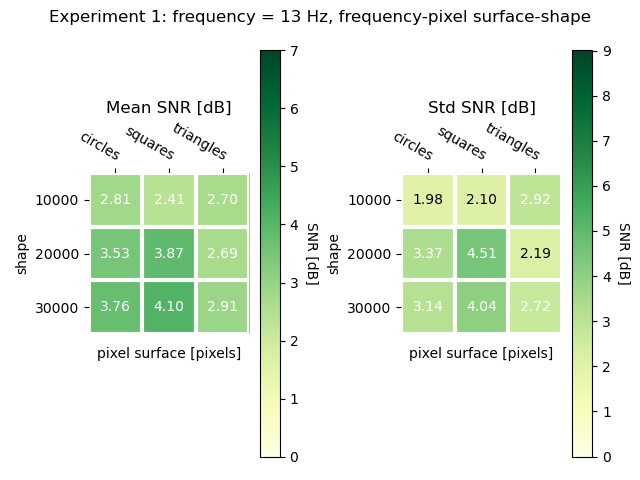 Experiment 1: frequency = 13 Hz, frequency-pixel surface-shape
Mean SNR [dB]
circles squares triangles
10000 2.81 2.41 2.70
20000 3.53 3.87 2.69
30000 3.76 4.10 2.91
shape
pixel surface [pixels]
7
6
5
4
3
2
1
0
SNR [dB]
Std SNR [dB]
circles squares triangles
10000 1.98 2.10 2.92
20000 3.37 4.51 2.19
30000 3.14 4.04 2.72
shape
pixel surface [pixels]
9
8
7
6
5
4
3
2
1
0
SNR [dB]